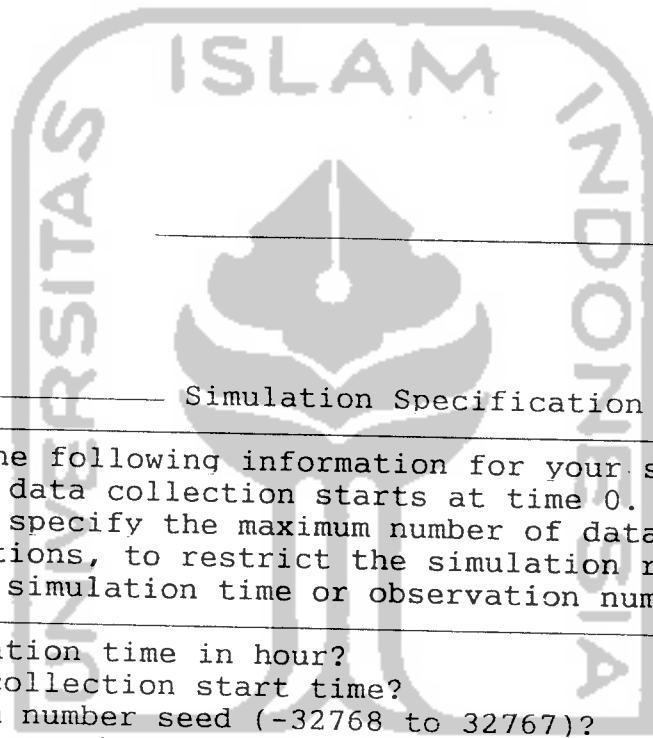 ISLAM
UNIVERSITAS
INDONESIA
Simulation Specification
he following information for your s
data collection starts at time 0.
specify the maximum number of data
tions, to restrict the simulation r
simulation time or observation num
ation time in hour?
collection start time?
number seed (-32768 to 32767)?